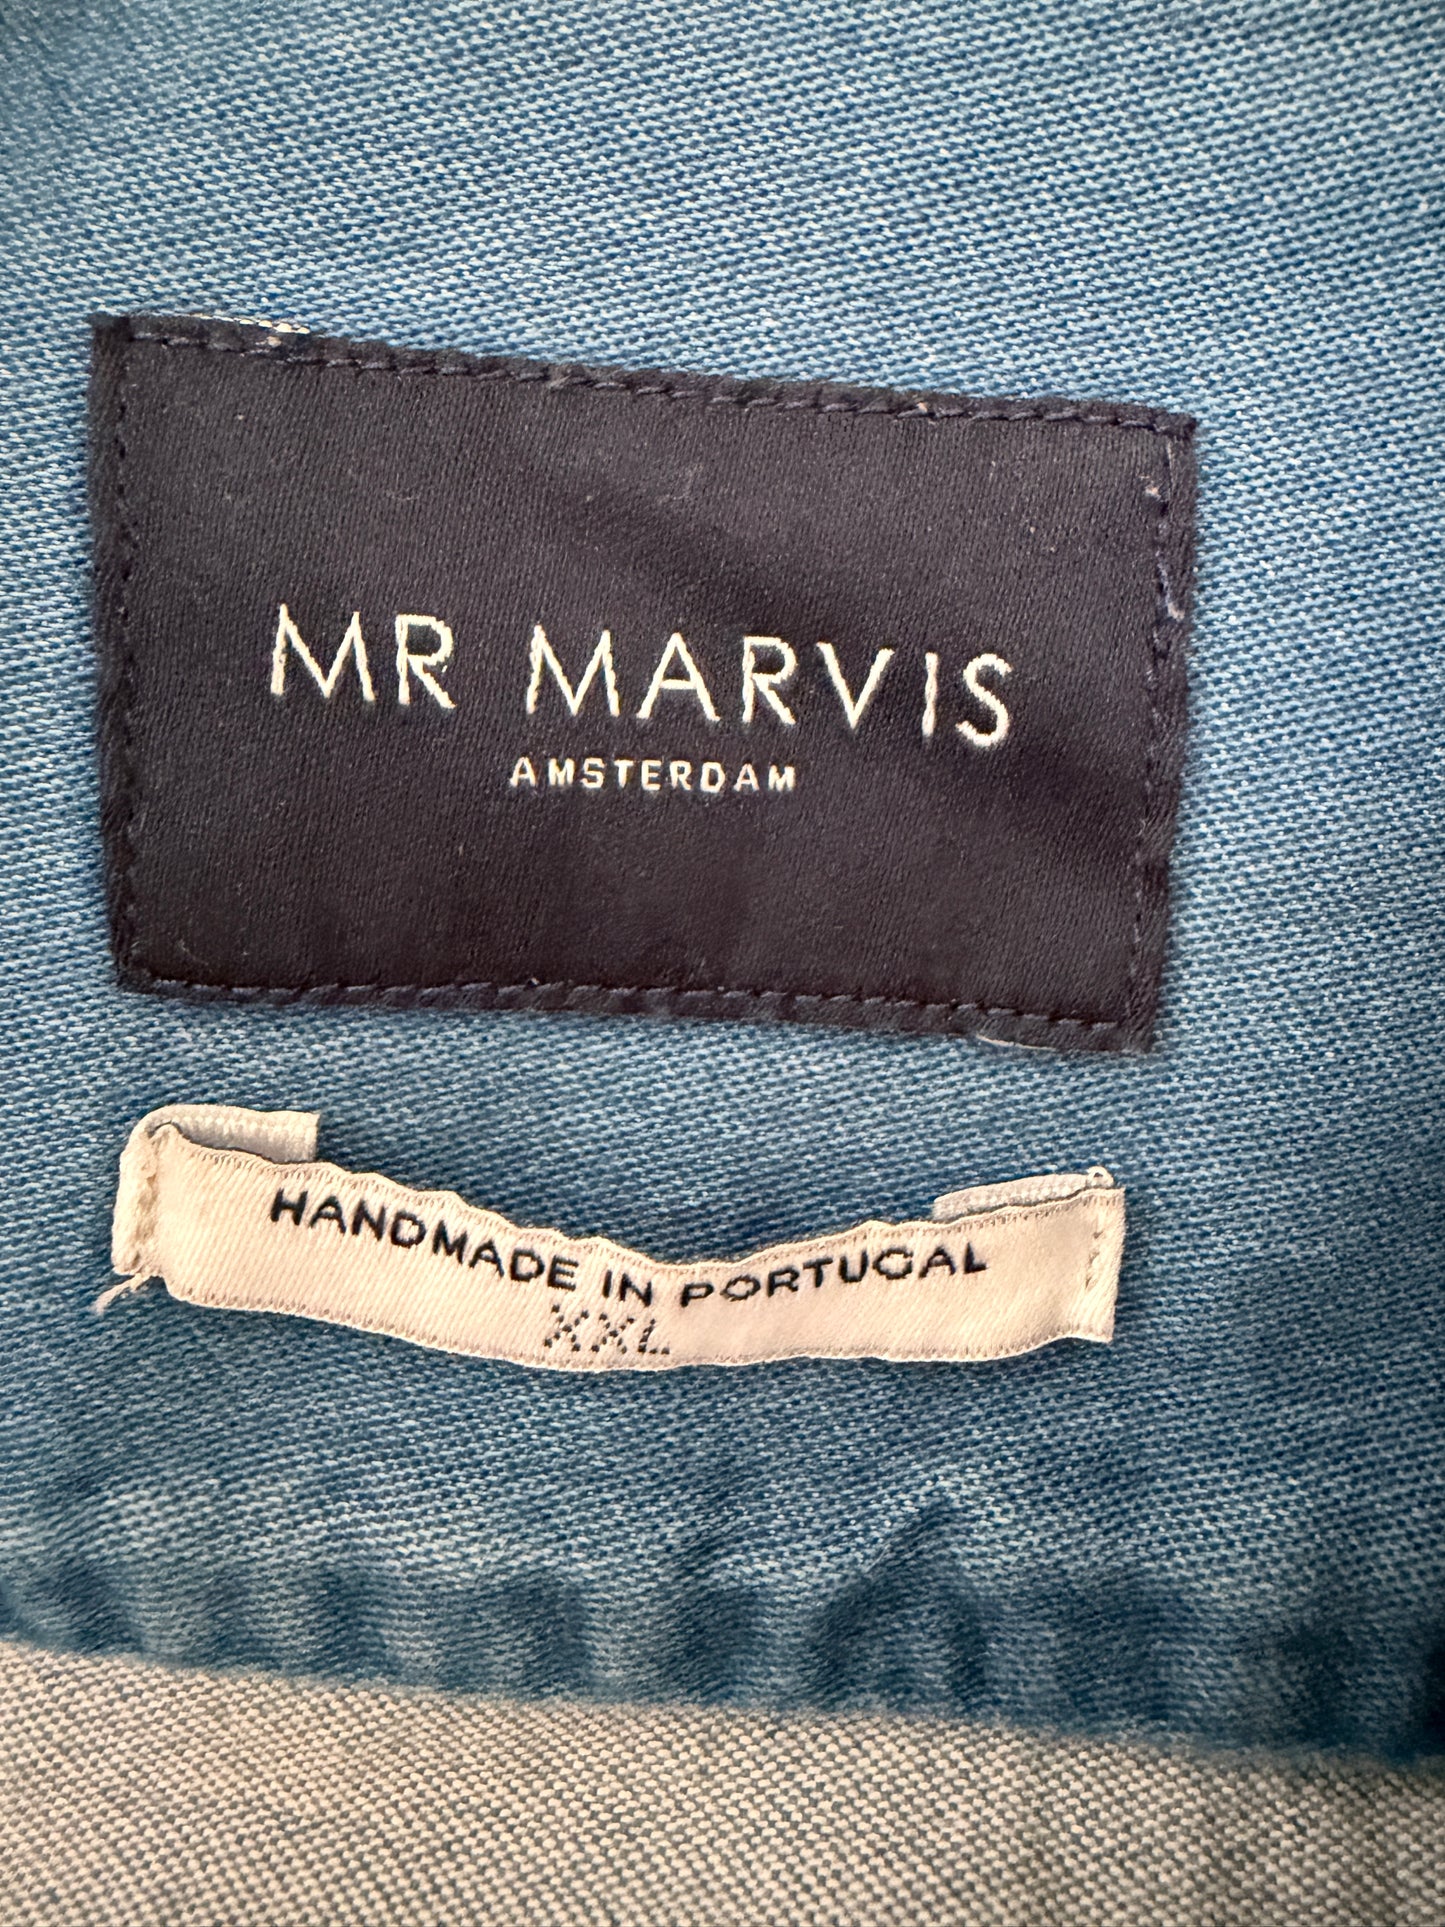 MR MARVIS
AMSTERDAM
HANDMADE IN PORTUGAL
XXL